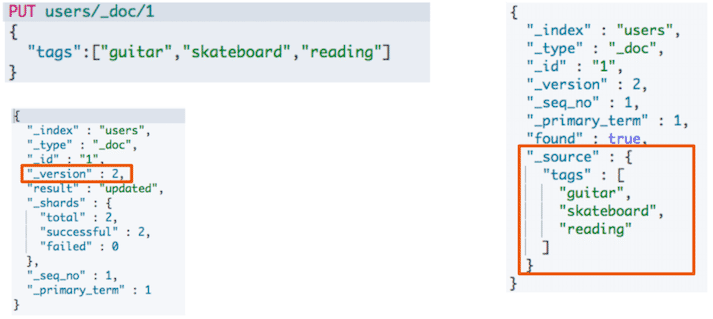 PUT users/_doc/1
{
  "tags":["guitar","skateboard","reading"]
}
{
  "_index" : "users",
  "_type" : "_doc",
  "_id" : "1",
  "_version" : 2,
  "result" : "updated",
  "_shards" : {
    "total" : 2,
    "successful" : 2,
    "failed" : 0
  },
  "_seq_no" : 1,
  "_primary_term" : 1
}
{
  "_index" : "users",
  "_type" : "_doc",
  "_id" : "1",
  "_version" : 2,
  "_seq_no" : 1,
  "_primary_term" : 1,
  "found" : true,
  "_source" : {
    "tags" : [
      "guitar",
      "skateboard",
      "reading"
    ]
  }
}